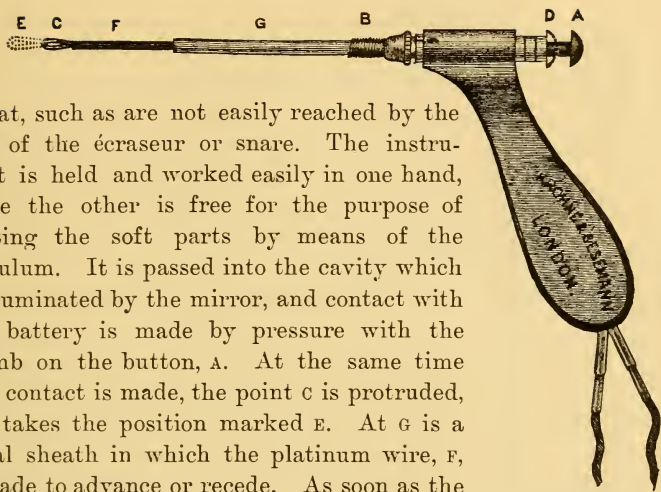 E C F G B D A
at, such as are not easily reached by the
of the écraseur or snare. The instru-
t is held and worked easily in one hand,
e the other is free for the purpose of
ing the soft parts by means of the
ulum. It is passed into the cavity which
luminated by the mirror, and contact with
battery is made by pressure with the
mb on the button, A. At the same time
contact is made, the point C is protruded,
takes the position marked E. At G is a
al sheath in which the platinum wire, F,
ade to advance or recede. As soon as the
LONDON.